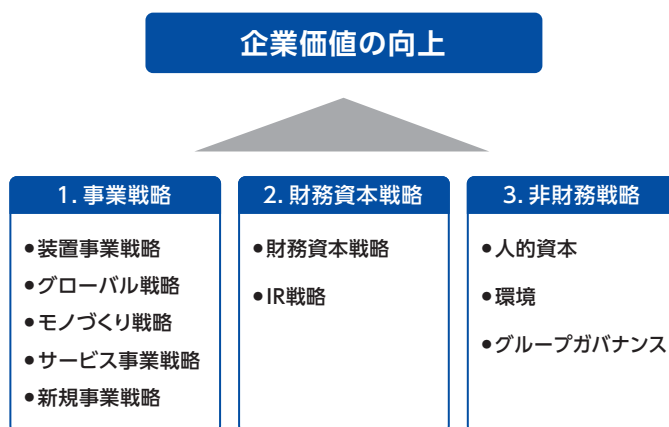 企業価値の向上
1. 事業戦略
●装置事業戦略
●グローバル戦略
●モノづくり戦略
●サービス事業戦略
●新規事業戦略
2. 財務資本戦略
●財務資本戦略
●IR戦略
3. 非財務戦略
●人的資本
●環境
●グループガバナンス